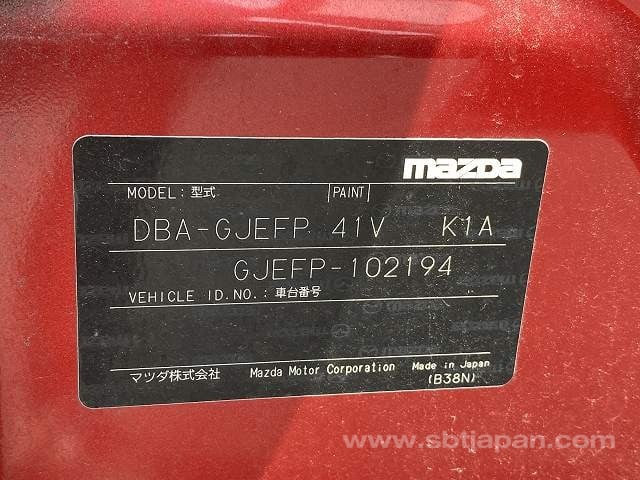 mazda
MODEL: 型式 PAINT
DBA-GJEFP 41V K1A
GJEFP-102194
VEHICLE ID.NO.: 車台番号
マツダ株式会社 Mazda Motor Corporation Made in Japan
(B38N)
www.sbtjapan.com